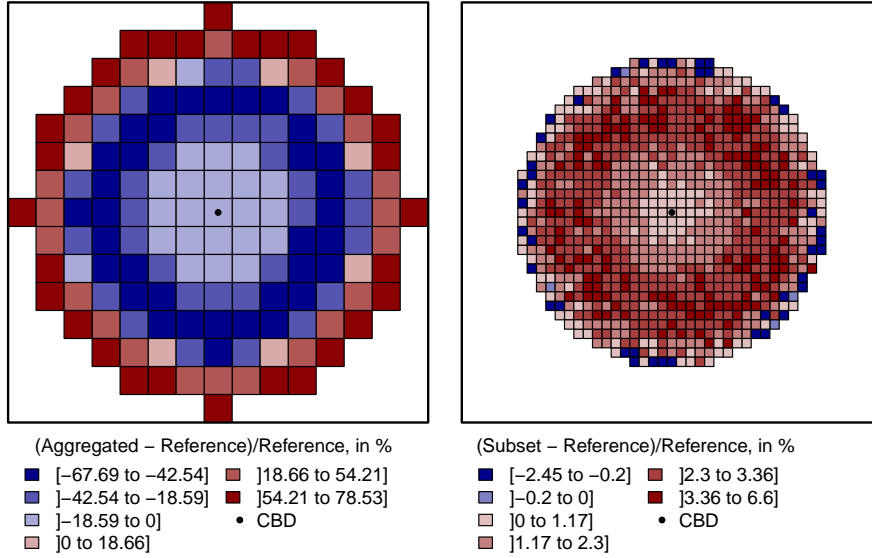 (Aggregated − Reference)/Reference, in %
[−67.69 to −42.54]
]−42.54 to −18.59]
]−18.59 to 0]
]0 to 18.66]
]18.66 to 54.21]
]54.21 to 78.53]
CBD
(Subset − Reference)/Reference, in %
[−2.45 to −0.2]
]−0.2 to 0]
]0 to 1.17]
]1.17 to 2.3]
]2.3 to 3.36]
]3.36 to 6.6]
CBD